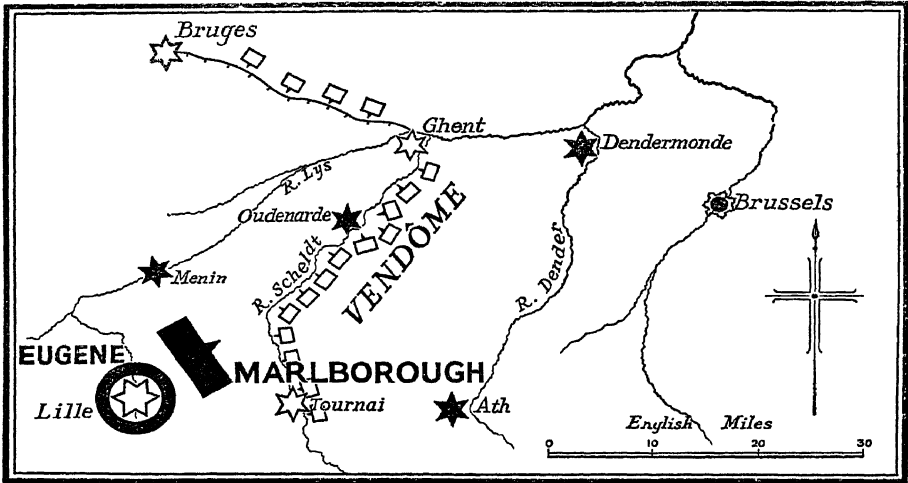 Bruges
Ghent
Dendermonde
R. Lys
Brussels
Oudenarde
VENDÔME
R. Dender
Menin
R. Scheldt
EUGENE
MARLBOROUGH
Lille
Tournai
Ath
English Miles
0 10 20 30